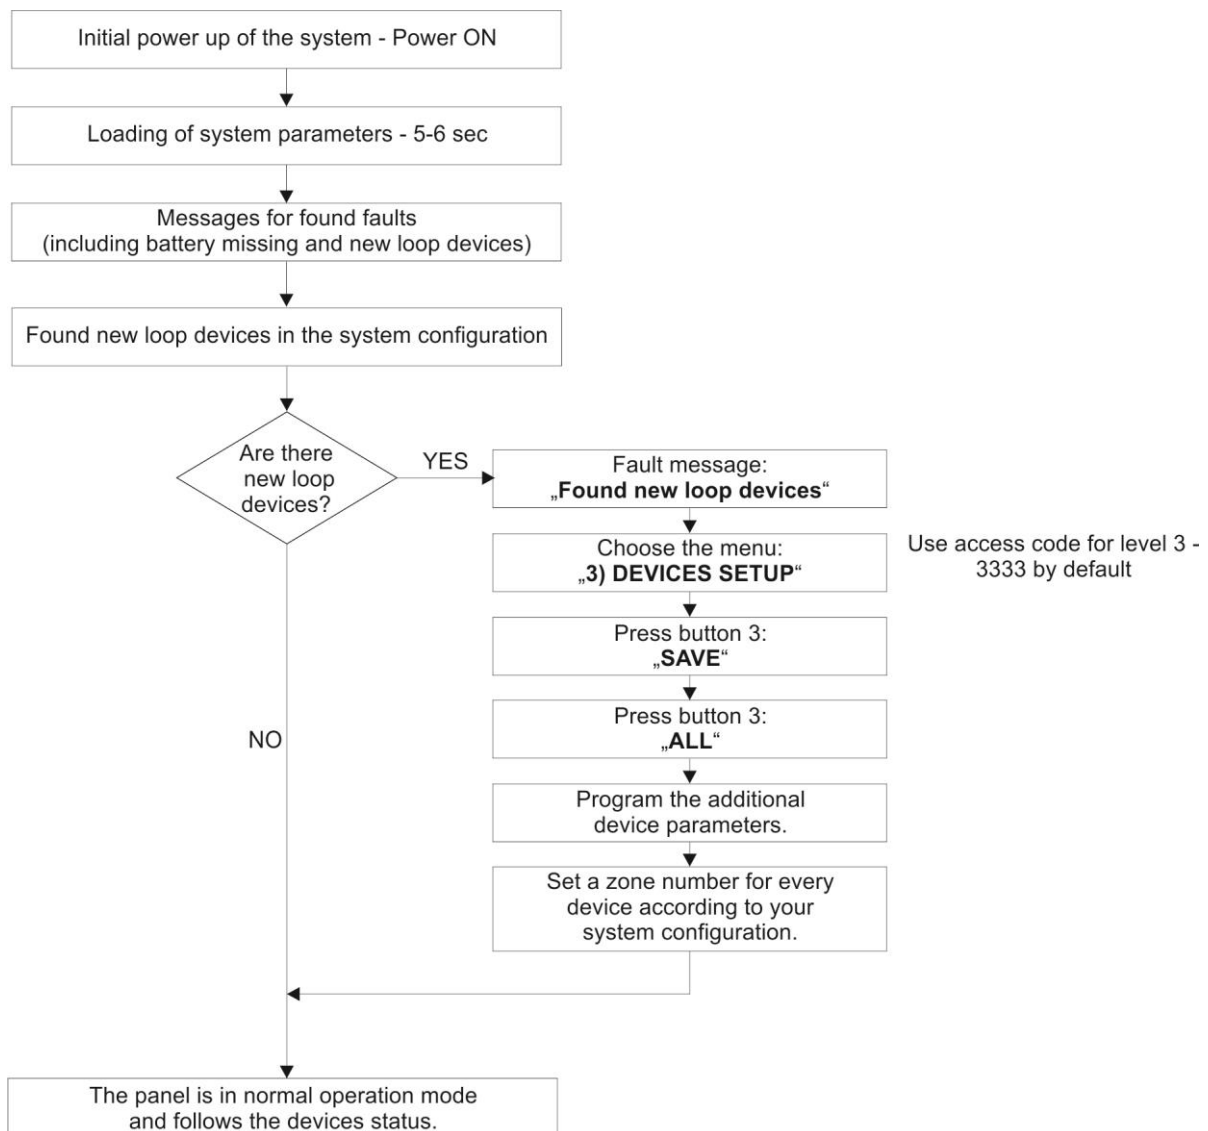 Initial power up of the system - Power ON
Loading of system parameters - 5-6 sec
Messages for found faults
(including battery missing and new loop devices)
Found new loop devices in the system configuration
Are there
new loop
devices?
YES
Fault message:
„Found new loop devices“
Choose the menu:
„3) DEVICES SETUP“
Use access code for level 3 -
3333 by default
Press button 3:
„SAVE“
Press button 3:
„ALL“
NO
Program the additional
device parameters.
Set a zone number for every
device according to your
system configuration.
The panel is in normal operation mode
and follows the devices status.